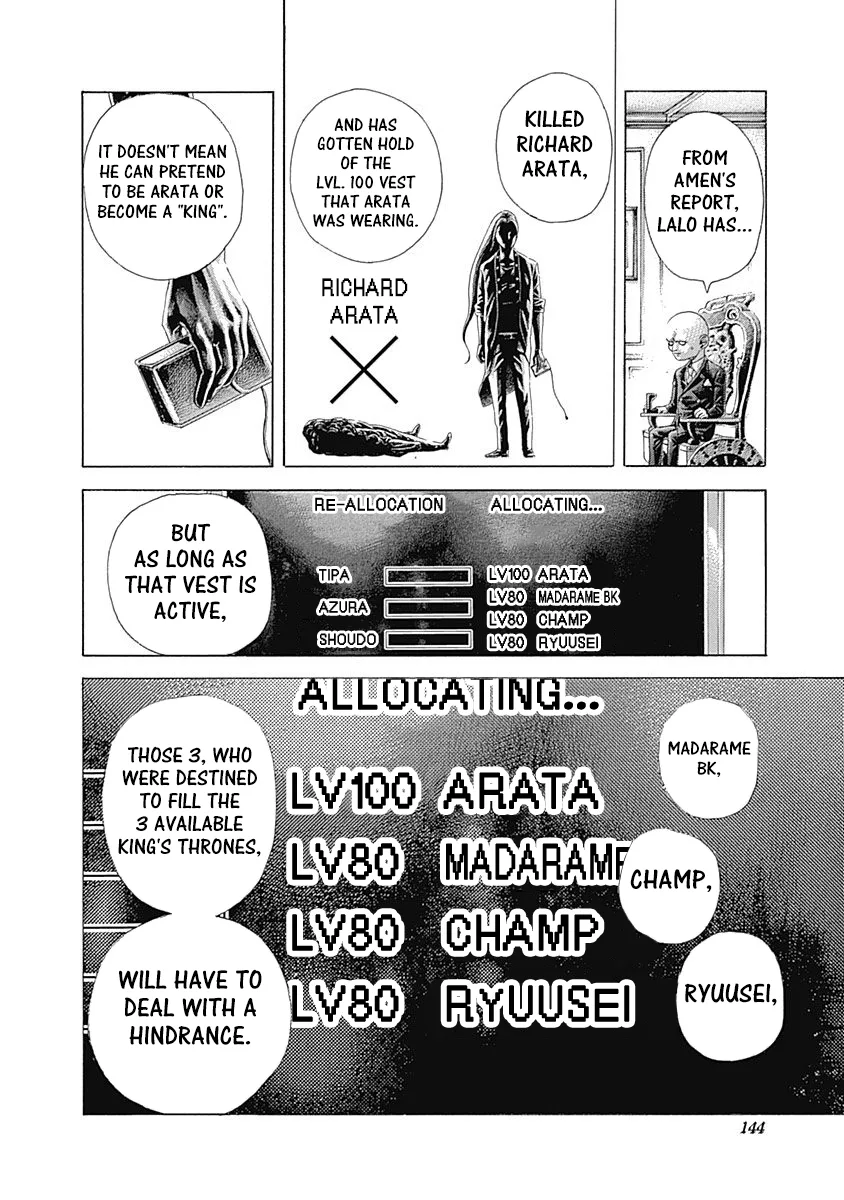 FROM
AMEN'S
REPORT,
LALO HAS...
KILLED
RICHARD
ARATA,
AND HAS
GOTTEN HOLD
OF THE
LVL. 100 VEST
THAT ARATA
WAS WEARING.
RICHARD
ARATA
IT DOESN'T MEAN
HE CAN PRETEND
TO BE ARATA OR
BECOME A "KING".
BUT
AS LONG AS
THAT VEST IS
ACTIVE,
RE-ALLOCATION
TIPA
AZURA
SHOUDO
ALLOCATING...
LV100 ARATA
LV80 MADARAME BK
LV80 CHAMP
LV80 RYUUSEI
MADARAME
BK,
CHAMP,
RYUUSEI,
ALLOCATING...
LV100 ARATA
LV80 MADARAME
LV80 CHAMP
LV80 RYUUSEI
THOSE 3, WHO
WERE DESTINED
TO FILL THE
3 AVAILABLE
KING'S THRONES,
WILL HAVE TO
DEAL WITH A
HINDRANCE.
144